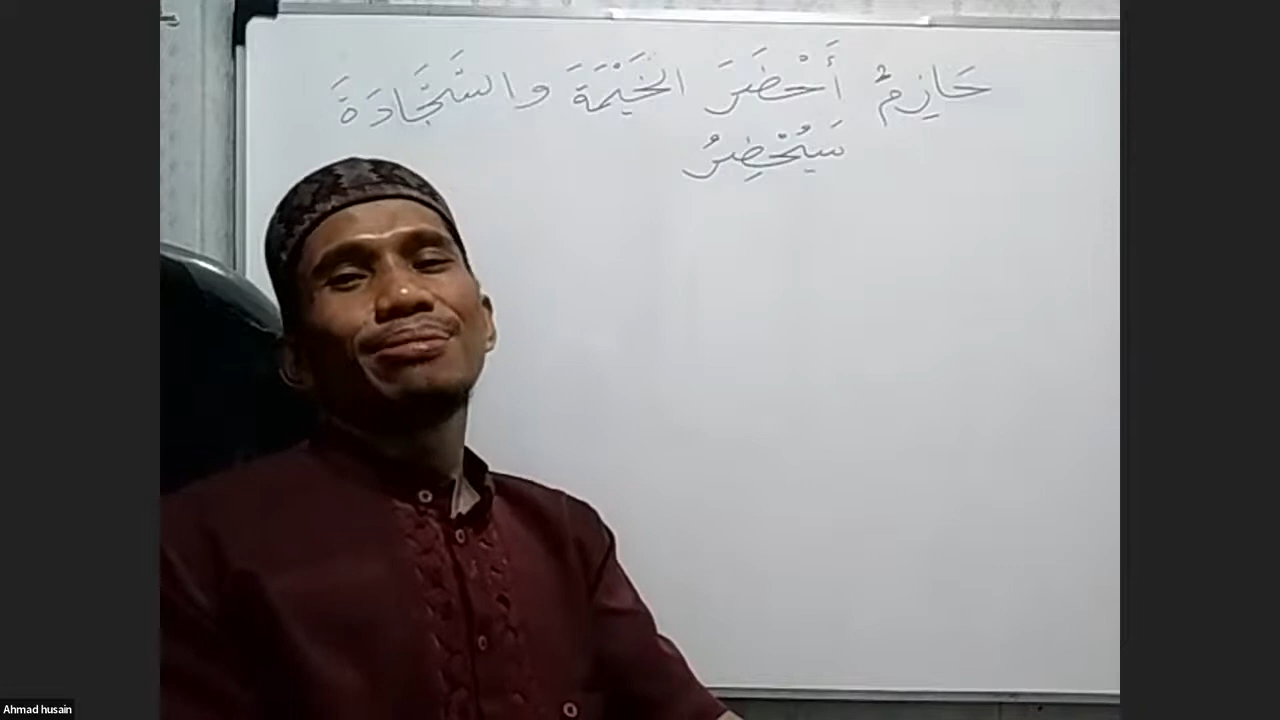 حَازِمٌ أَحْضَرَ الخَيْمَةَ والسَّجَّادَةَ
سَيُحْضِرُ
Ahmad husain